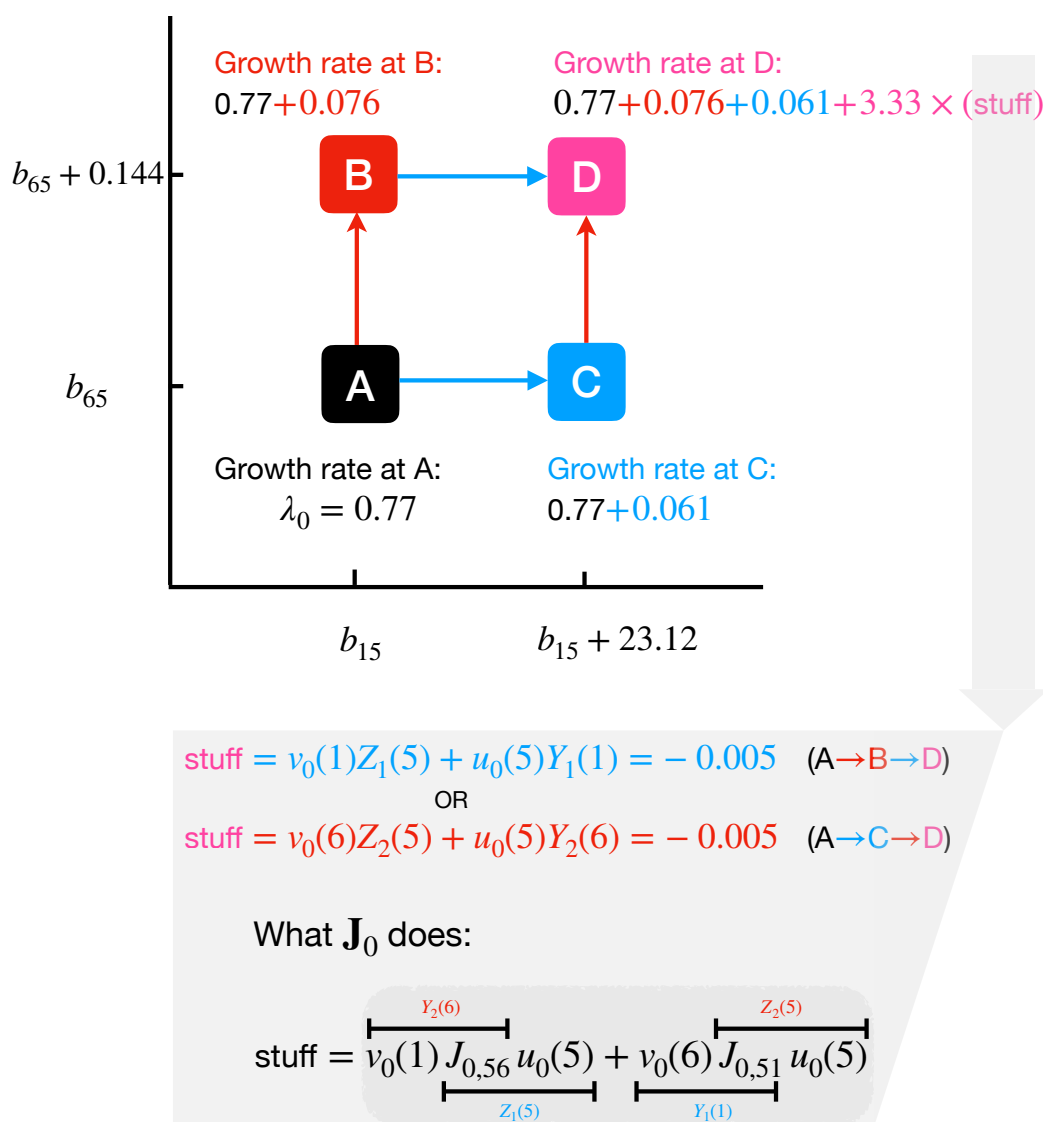 Growth rate at B:
0.77+0.076
Growth rate at D:
0.77+0.076+0.061+3.33 × (stuff)
b₆₅ + 0.144
B
D
b₆₅
A
C
Growth rate at A:
λ₀ = 0.77
Growth rate at C:
0.77+0.061
b₁₅
b₁₅ + 23.12
stuff = v₀(1)Z₁(5) + u₀(5)Y₁(1) = − 0.005 (A→B→D)
OR
stuff = v₀(6)Z₂(5) + u₀(5)Y₂(6) = − 0.005 (A→C→D)
What J₀ does:
Y₂(6)
Z₂(5)
stuff = v₀(1) J₀,₅₆ u₀(5) + v₀(6) J₀,₅₁ u₀(5)
Z₁(5)
Y₁(1)